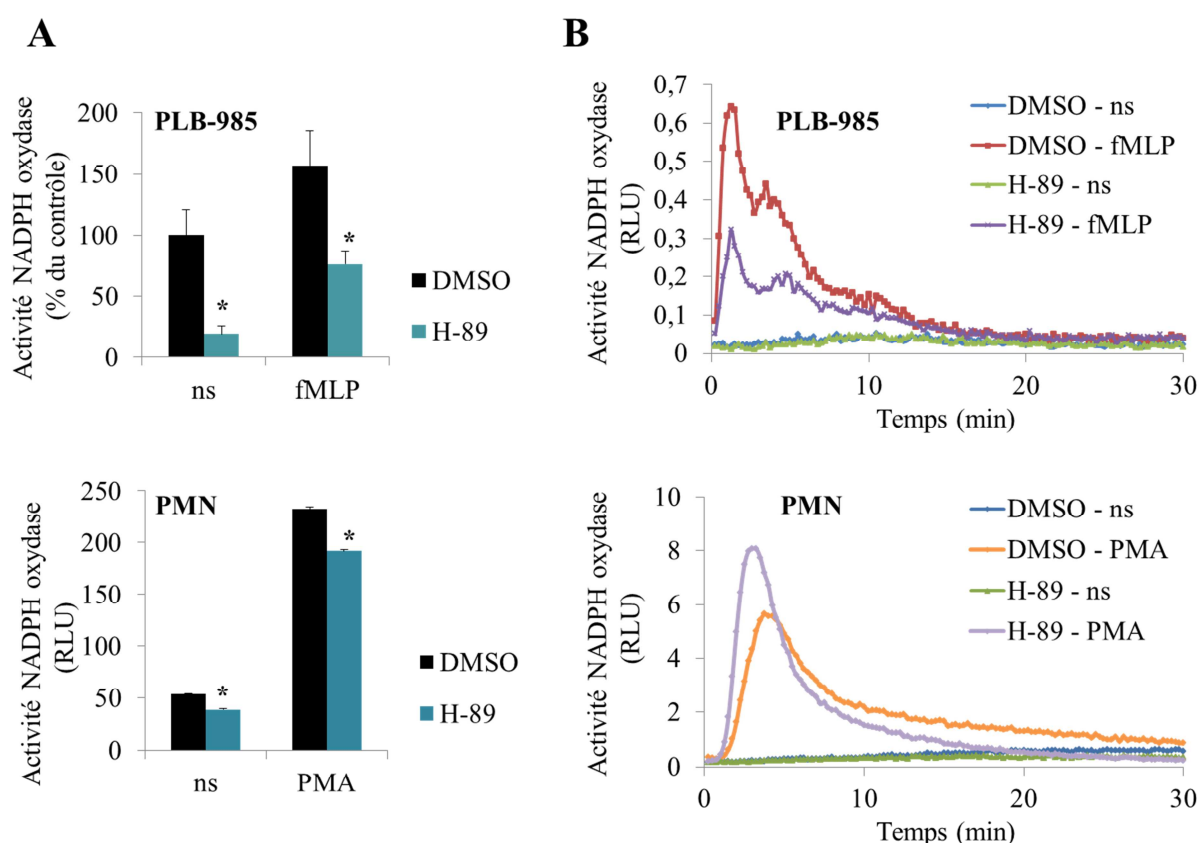 A
Activité NADPH oxydase
(% du contrôle)
200
150
100
50
0
PLB-985
*
*
ns
fMLP
DMSO
H-89
Activité NADPH oxydase
(RLU)
250
200
150
100
50
0
PMN
*
*
ns
PMA
DMSO
H-89
B
Activité NADPH oxydase
(RLU)
0,7
0,6
0,5
0,4
0,3
0,2
0,1
0
PLB-985
DMSO - ns
DMSO - fMLP
H-89 - ns
H-89 - fMLP
0
10
20
30
Temps (min)
Activité NADPH oxydase
(RLU)
10
8
6
4
2
0
PMN
DMSO - ns
DMSO - PMA
H-89 - ns
H-89 - PMA
0
10
20
30
Temps (min)